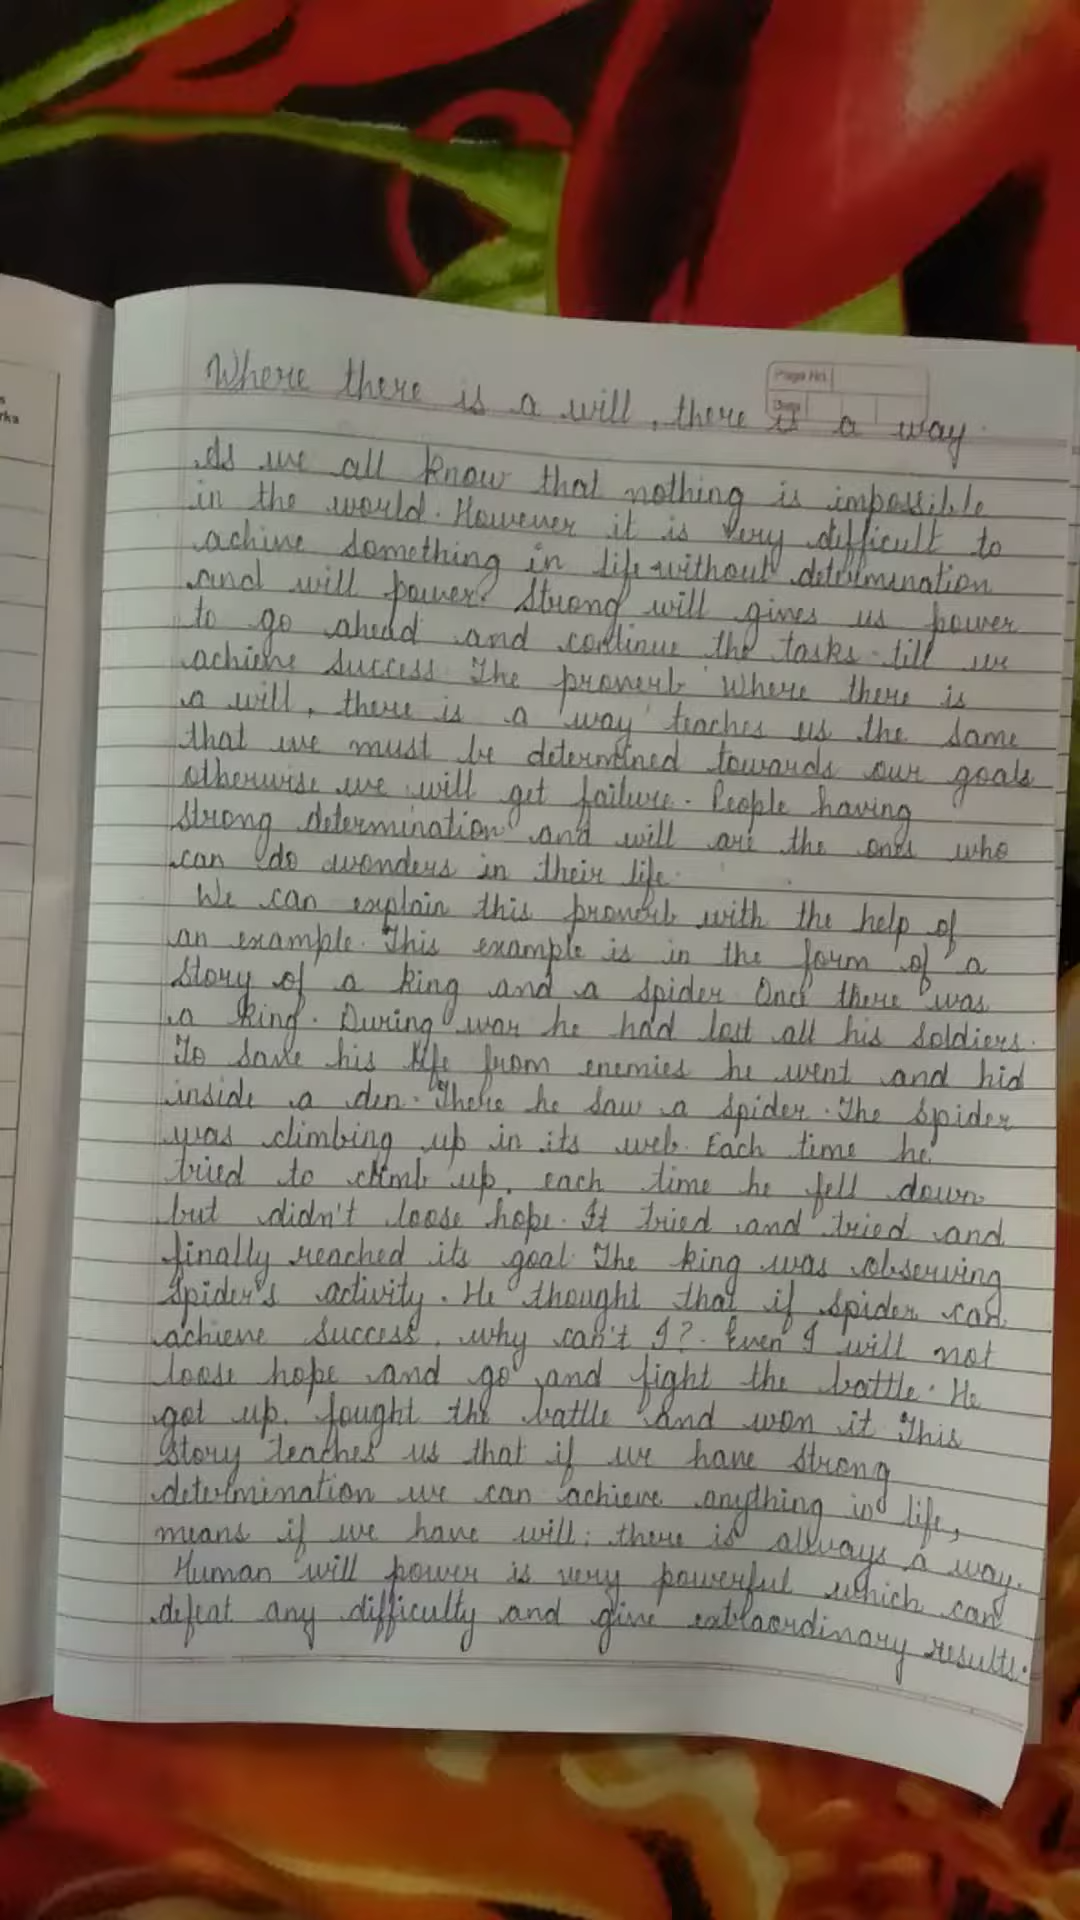 Page No.
Date
Where there is a will, there is a way.
As we all know that nothing is impossible
in the world. However it is very difficult to
achive something in life without determination
and will power. Strong will gives us power
to go ahead and continue the tasks till we
achieve success. The proverb 'Where there is
a will, there is a way' teaches us the same
that we must be determined towards our goals
otherwise we will get failure. People having
strong determination and will are the ones who
can do wonders in their life.
We can explain this proverb with the help of
an example. This example is in the form of a
story of a king and a spider. Once there was
a king. During war he had lost all his soldiers.
To save his life from enemies he went and hid
inside a den. There he saw a spider. The spider
was climbing up in its web. Each time he
tried to climb up, each time he fell down
but didn't loose hope. It tried and tried and
finally reached its goal. The king was observing
spider's activity. He thought that if spider can
achieve success, why can't I?. Even I will not
loose hope and go and fight the battle. He
got up, fought the battle and won it. This
story teaches us that if we have strong
determination we can achieve anything in life,
means if we have will; there is always a way.
Human will power is very powerful which can
defeat any difficulty and give extraordinary results.